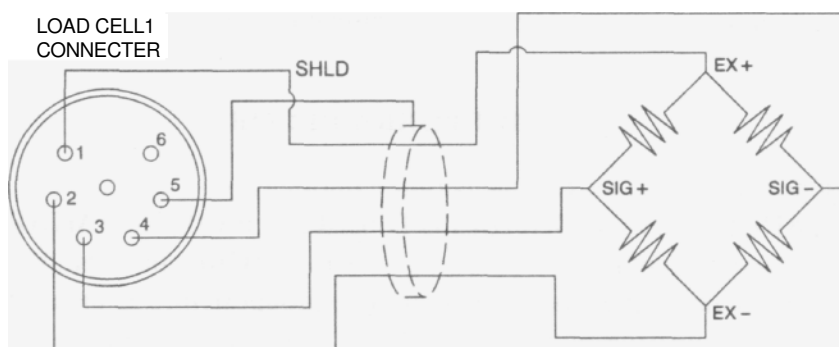 LOAD CELL1
CONNECTER
SHLD
EX+
1
6
2
5
SIG+
SIG-
3
4
EX-